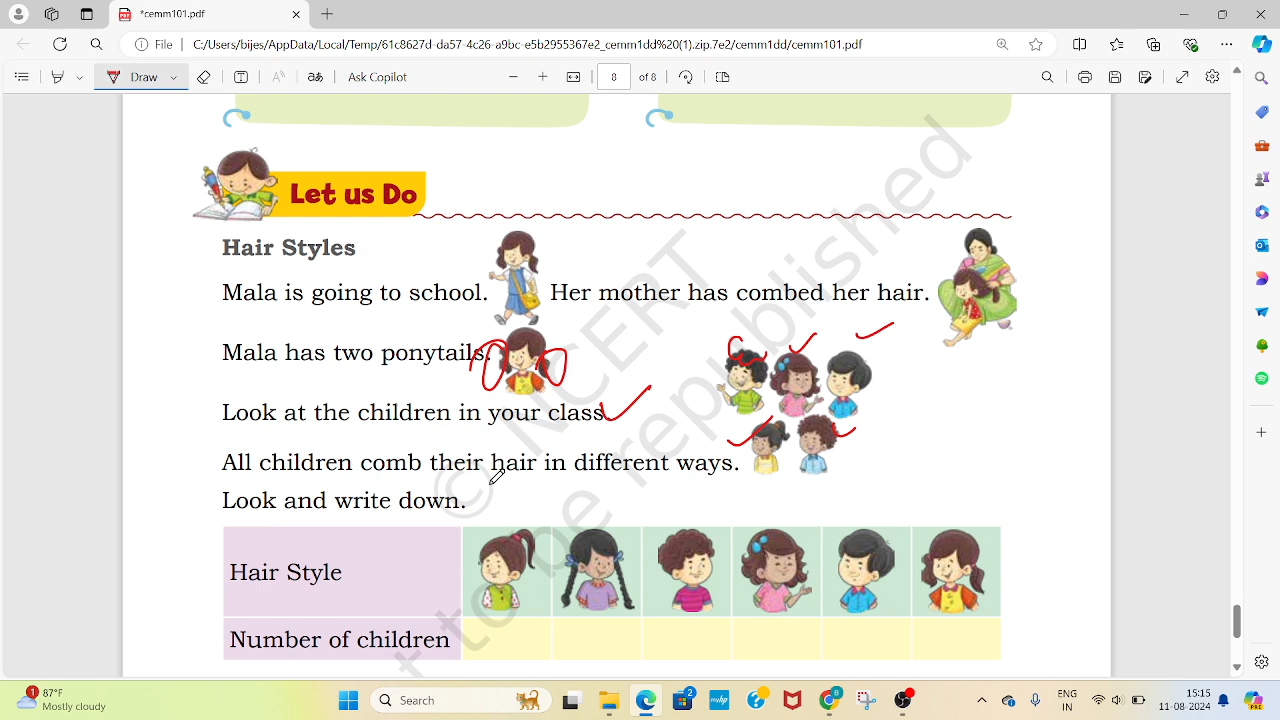 *cemm101.pdf
File
C:/Users/bijes/AppData/Local/Temp/61c8627d-da57-4c26-a9bc-e5b2955367e2_cemm1dd%20(1).zip.7e2/cemm1dd/cemm101.pdf
Draw
Ask Copilot
8 of 8
Let us Do
Hair Styles
Mala is going to school. Her mother has combed her hair.
Mala has two ponytails.
Look at the children in your class.
All children comb their hair in different ways.
Look and write down.
Hair Style
Number of children
© NCERT
t to be republished
1 87°F
Mostly cloudy
Search
2
8
ENG
IN
15:15
11-08-2024